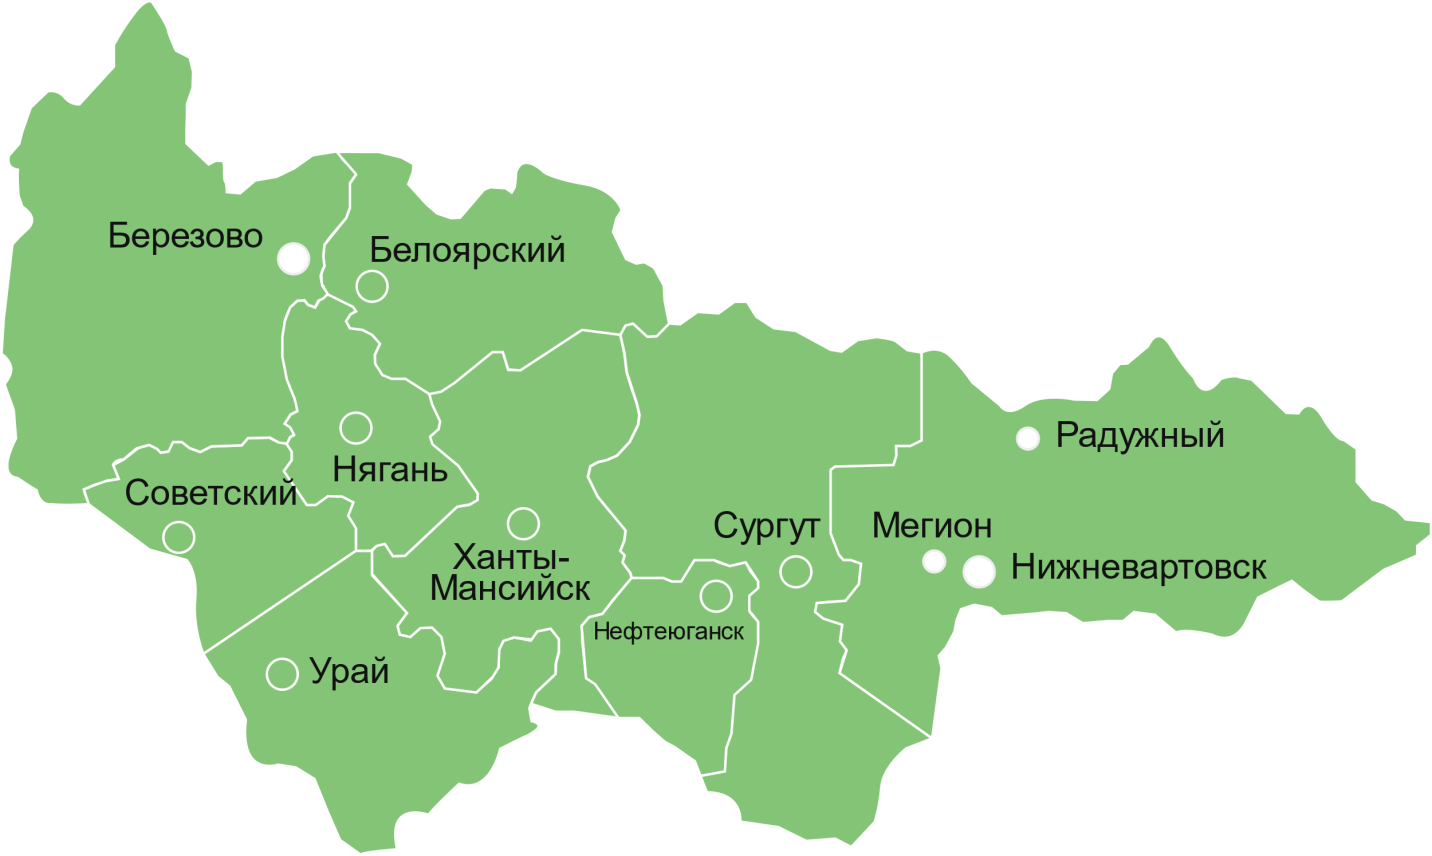 Березово
Белоярский
Радужный
Нягань
Советский
Сургут
Мегион
Ханты-
Мансийск
Нижневартовск
Нефтеюганск
Урай